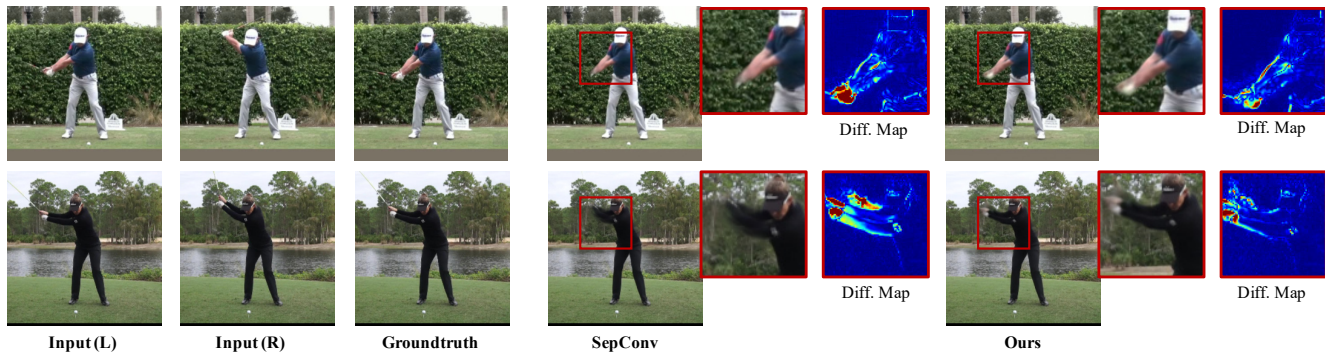 Diff. Map
Diff. Map
Diff. Map
Diff. Map
Input (L)
Input (R)
Groundtruth
SepConv
Ours